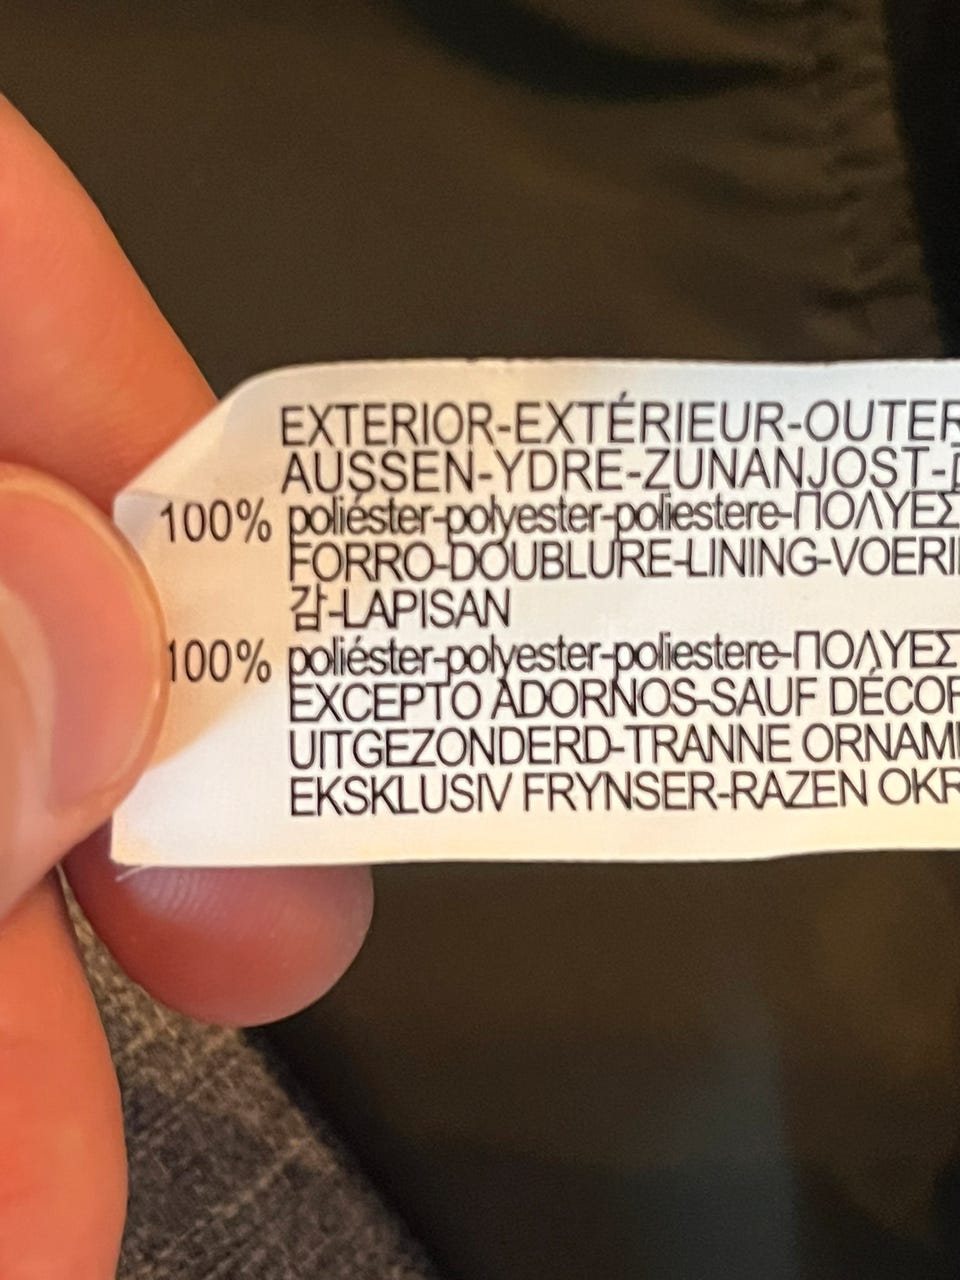 EXTERIOR-EXTÉRIEUR-OUTER
AUSSEN-YDRE-ZUNANJOST-
100% poliéster-polyester-poliestere-ΠΟΛΥΕΣ
FORRO-DOUBLURE-LINING-VOERI
감-LAPISAN
100% poliéster-polyester-poliestere-ΠΟΛΥΕΣ
EXCEPTO ADORNOS-SAUF DÉCOR
UITGEZONDERD-TRANNE ORNAM
EKSKLUSIV FRYNSER-RAZEN OKR